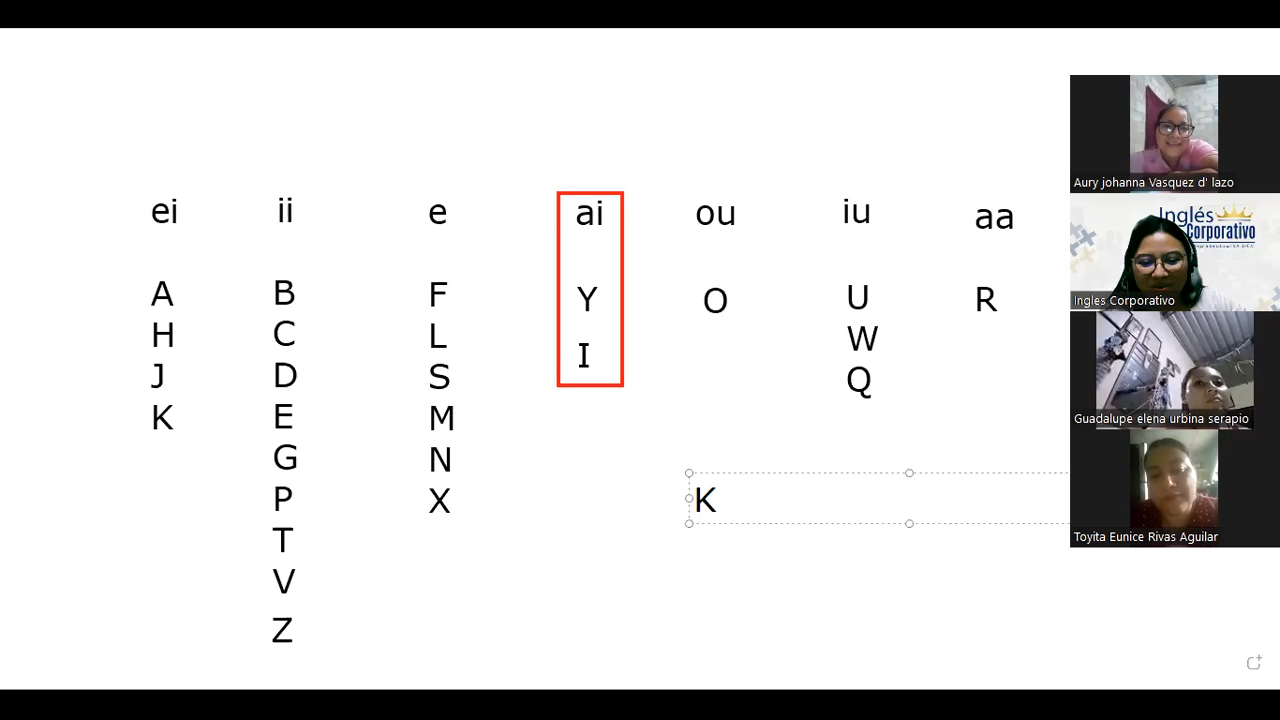 ei ii e ai ou iu aa
A B F Y O U R
H C L I W
J D S Q
K E M
G N
P X
T
V
Z
K
Aury johanna Vasquez d' lazo
Inglés
Corporativo
Ingles Corporativo
Guadalupe elena urbina serapio
Toyita Eunice Rivas Aguilar